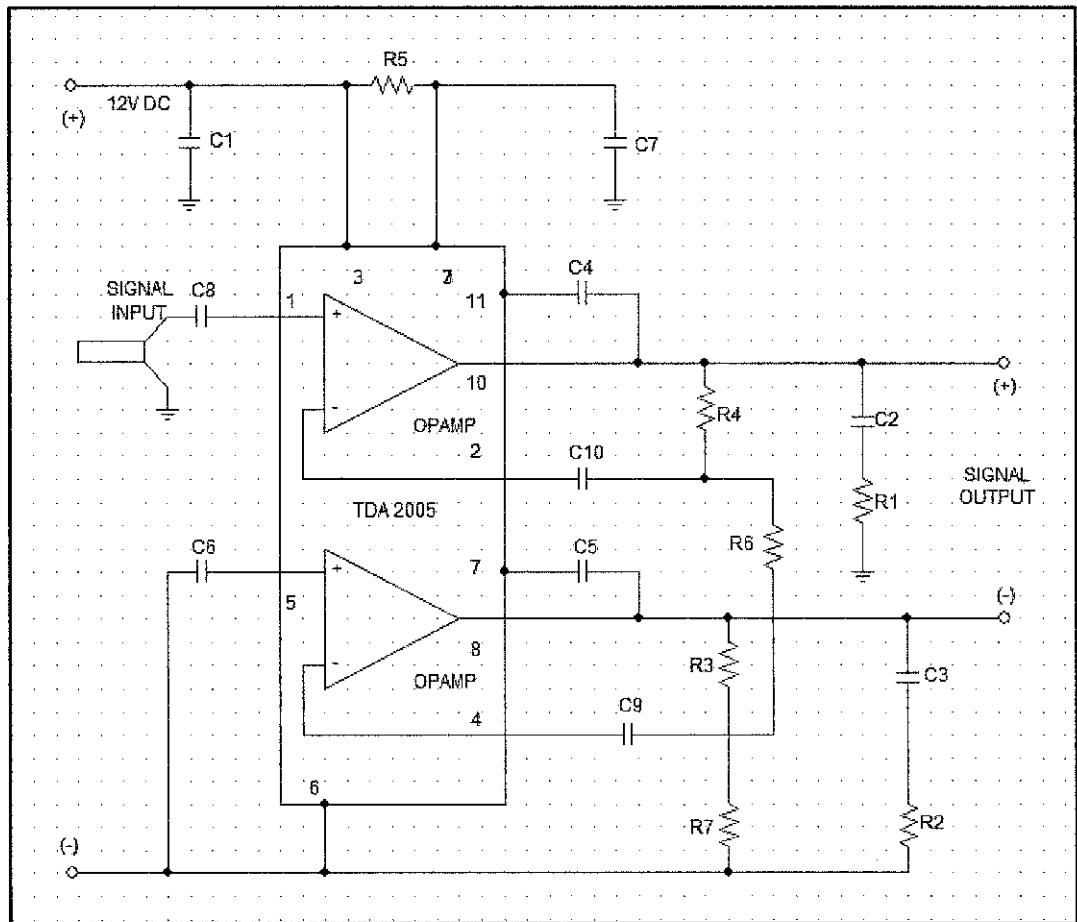 R5
12V DC
(+)
C1
C7
3
11
C4
SIGNAL
INPUT
C8
1
+
10
(+)
-
OPAMP
R4
C2
2
C10
SIGNAL
OUTPUT
R1
TDA 2005
R6
C6
7
C5
5
+
(-)
8
R3
-
OPAMP
C3
4
C9
6
R7
R2
(-)